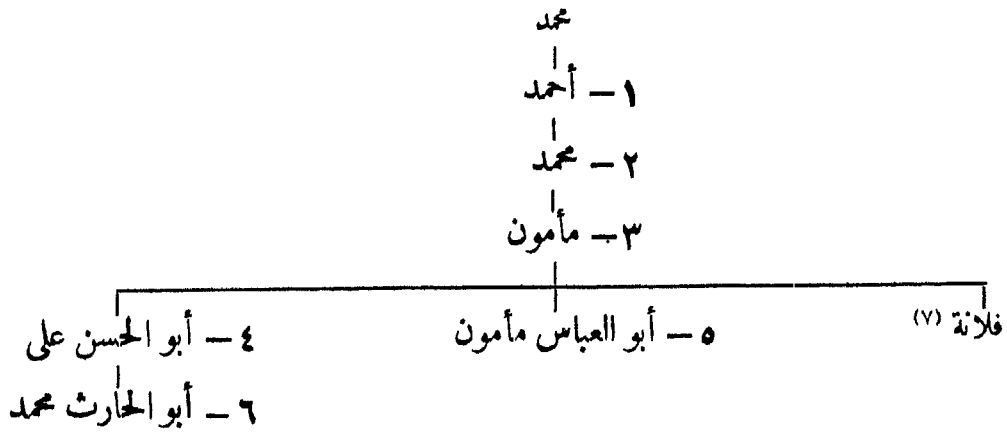 محمد
١ – أحمد
٢ – محمد
٣ – مأمون
فلانة (٧)
٥ – أبو العباس مأمون
٤ – أبو الحسن على
٦ – أبو الحارث محمد